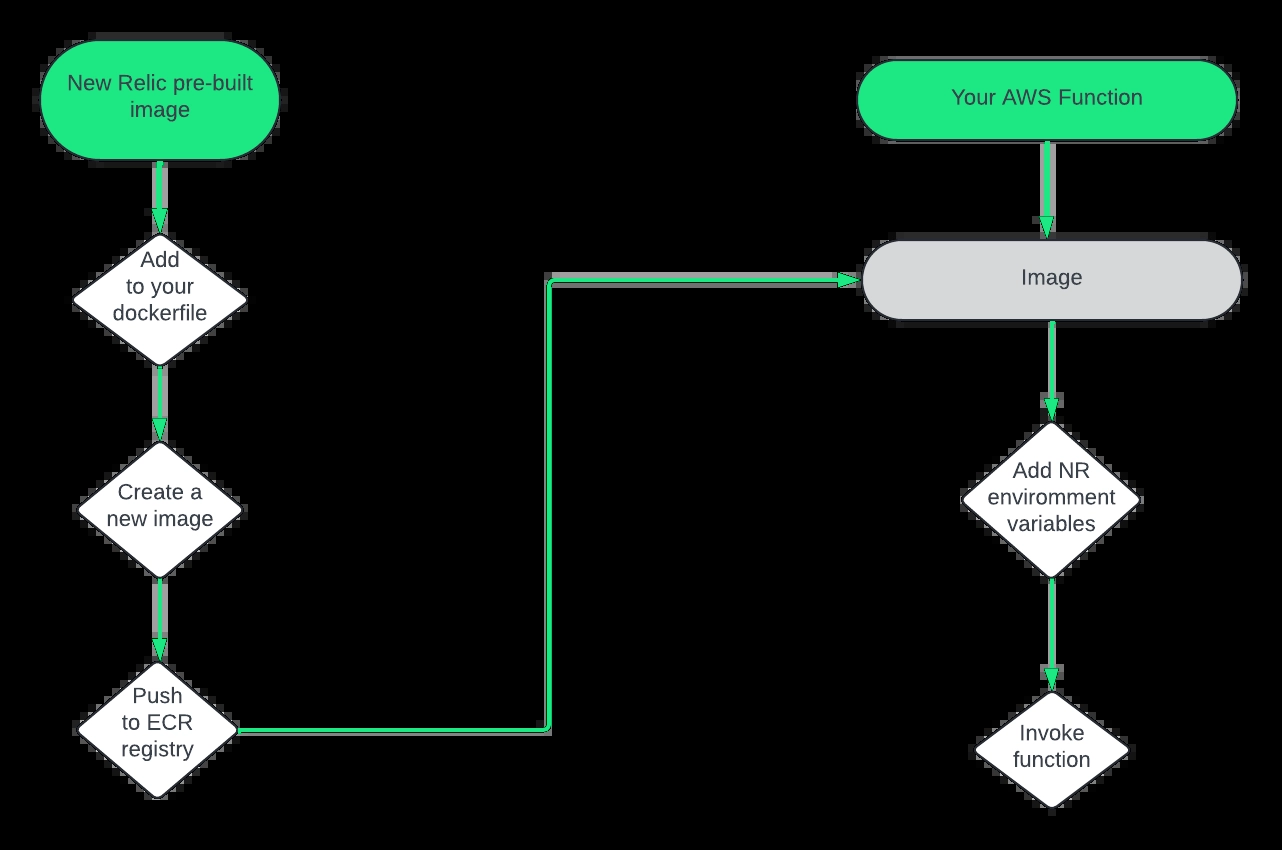 New Relic pre-built
image
Add
to your
dockerfile
Create a
new image
Push
to ECR
registry
Your AWS Function
Image
Add NR
enviromment
variables
Invoke
function